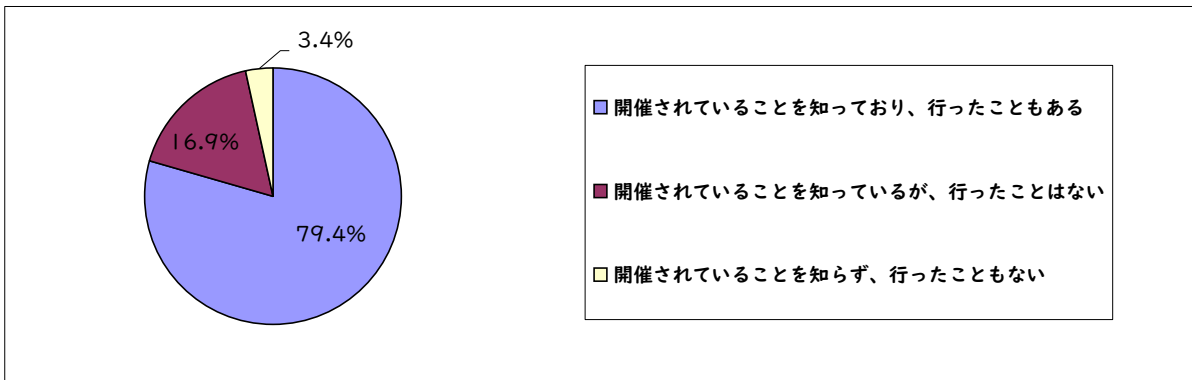 3.4%
16.9%
79.4%
開催されていることを知っており、行ったこともある
開催されていることを知っているが、行ったことはない
開催されていることを知らず、行ったこともない